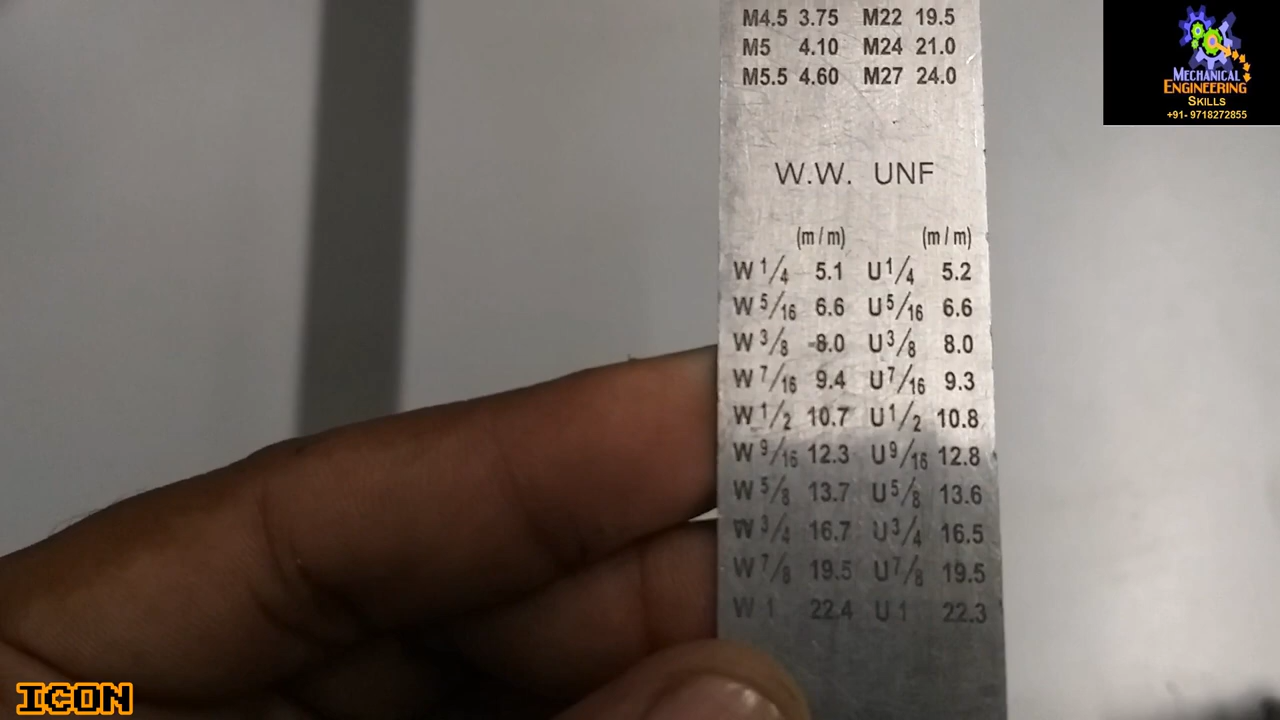 M4.5 3.75 M22 19.5
M5 4.10 M24 21.0
M5.5 4.60 M27 24.0
W.W. UNF
(m/m) (m/m)
W 1/4 5.1 U 1/4 5.2
W 5/16 6.6 U 5/16 6.6
W 3/8 8.0 U 3/8 8.0
W 7/16 9.4 U 7/16 9.3
W 1/2 10.7 U 1/2 10.8
W 9/16 12.3 U 9/16 12.8
W 5/8 13.7 U 5/8 13.6
W 3/4 16.7 U 3/4 16.5
W 7/8 19.5 U 7/8 19.5
W 1 22.4 U 1 22.3
MECHANICAL
ENGINEERING
SKILLS
+91- 9718272855
ICON